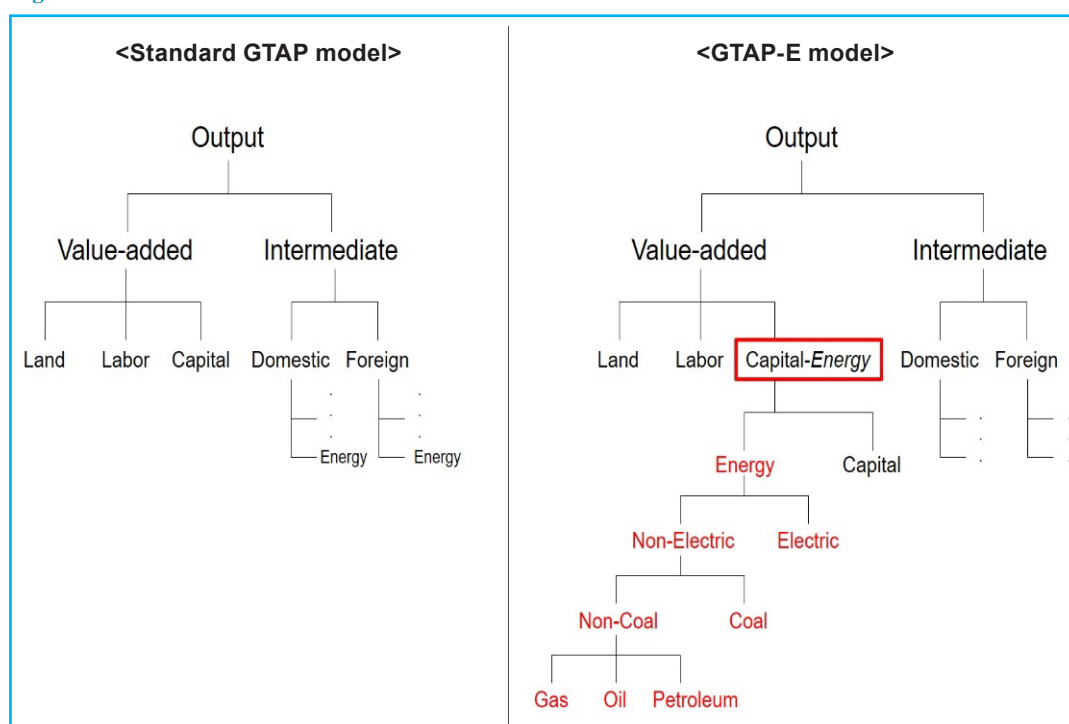 <Standard GTAP model>
Output
Value-added Intermediate
Land Labor Capital Domestic Foreign
Energy Energy
<GTAP-E model>
Output
Value-added Intermediate
Land Labor Capital-Energy Domestic Foreign
Energy Capital
Non-Electric Electric
Non-Coal Coal
Gas Oil Petroleum